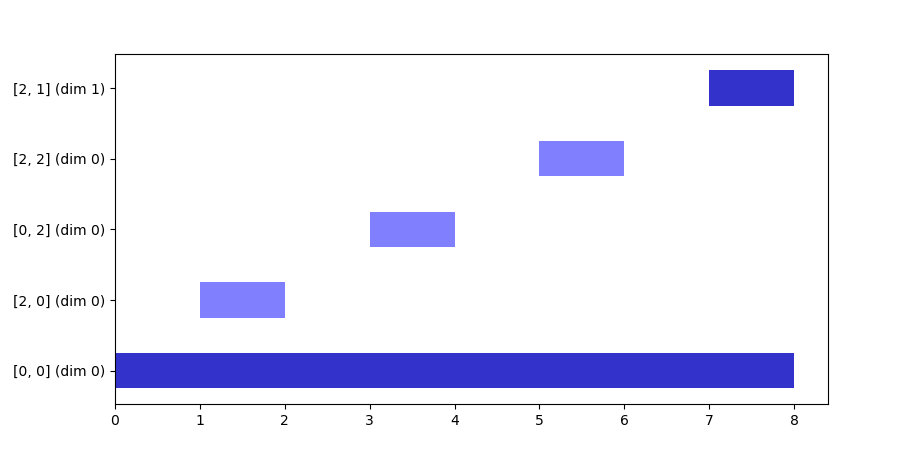 [2, 1] (dim 1)
[2, 2] (dim 0)
[0, 2] (dim 0)
[2, 0] (dim 0)
[0, 0] (dim 0)
0 1 2 3 4 5 6 7 8